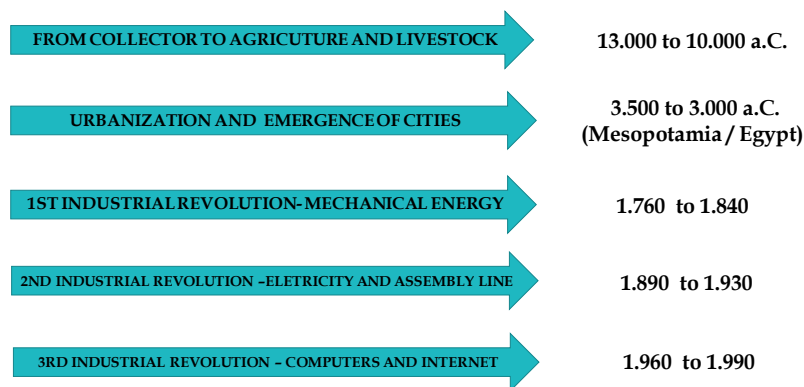 FROM COLLECTOR TO AGRICUTURE AND LIVESTOCK
13.000 to 10.000 a.C.
URBANIZATION AND EMERGENCE OF CITIES
3.500 to 3.000 a.C.
(Mesopotamia / Egypt)
1ST INDUSTRIAL REVOLUTION- MECHANICAL ENERGY
1.760 to 1.840
2ND INDUSTRIAL REVOLUTION –ELETRICITY AND ASSEMBLY LINE
1.890 to 1.930
3RD INDUSTRIAL REVOLUTION – COMPUTERS AND INTERNET
1.960 to 1.990